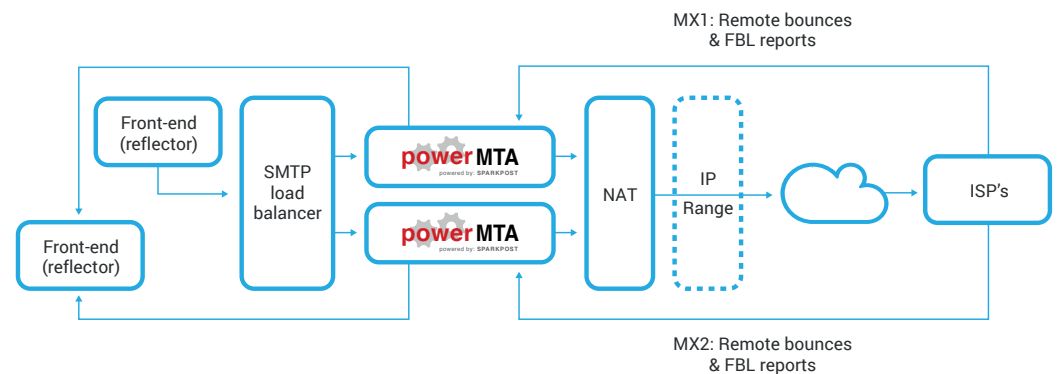 MX1: Remote bounces
& FBL reports
Front-end
(reflector)
Front-end
(reflector)
SMTP
load
balancer
power MTA
powered by: SPARKPOST
power MTA
powered by: SPARKPOST
NAT
IP
Range
ISP's
MX2: Remote bounces
& FBL reports